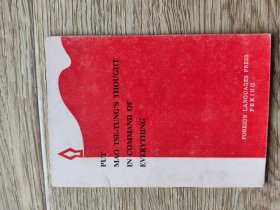 PUT
MAO TSE-TUNG'S THOUGHT
IN COMMAND OF
EVERYTHING
FOREIGN LANGUAGES PRESS
PEKING